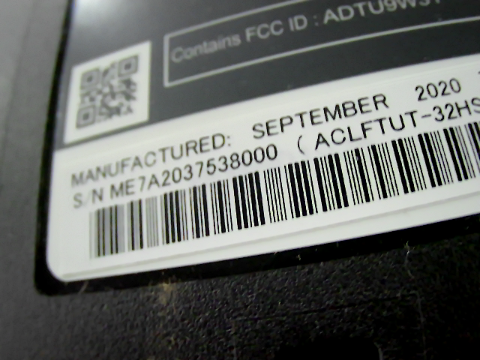 Contains FCC ID : ADTU9W3
MANUFACTURED: SEPTEMBER 2020
S/N ME7A2037538000 ( ACLFTUT-32HS